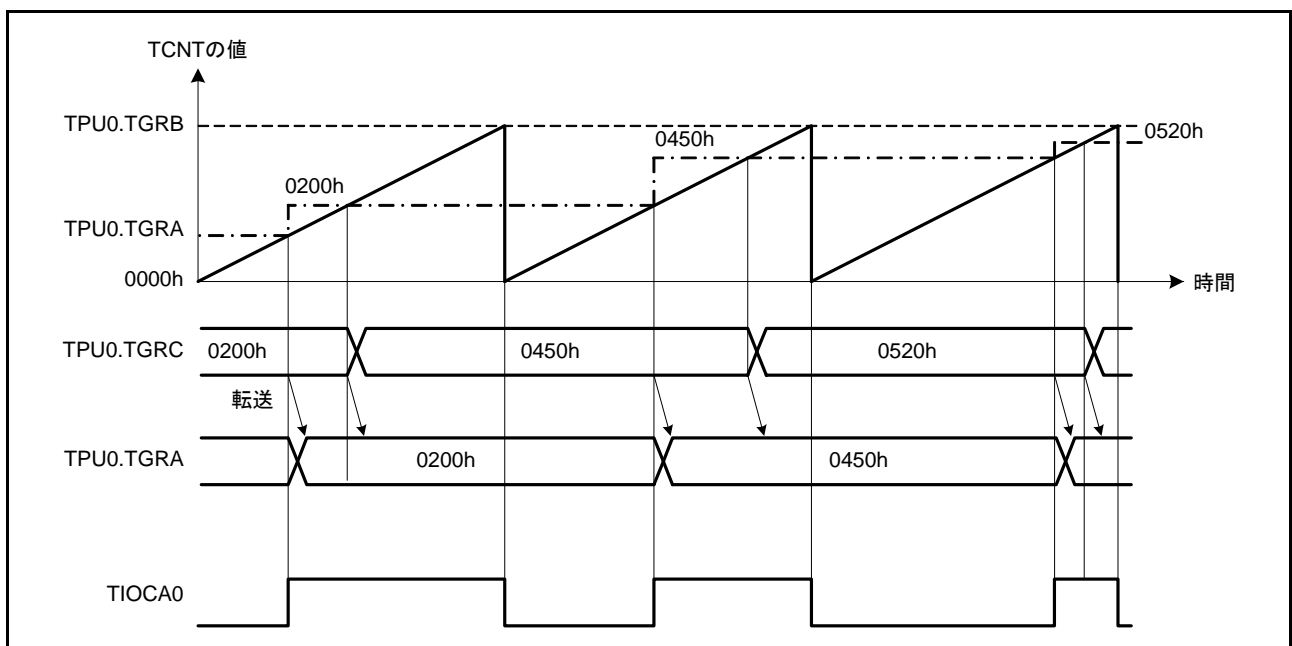 TCNTの値
TPU0.TGRB
0450h
0520h
0200h
TPU0.TGRA
0000h
時間
TPU0.TGRC
0200h
0450h
0520h
転送
TPU0.TGRA
0200h
0450h
TIOCA0